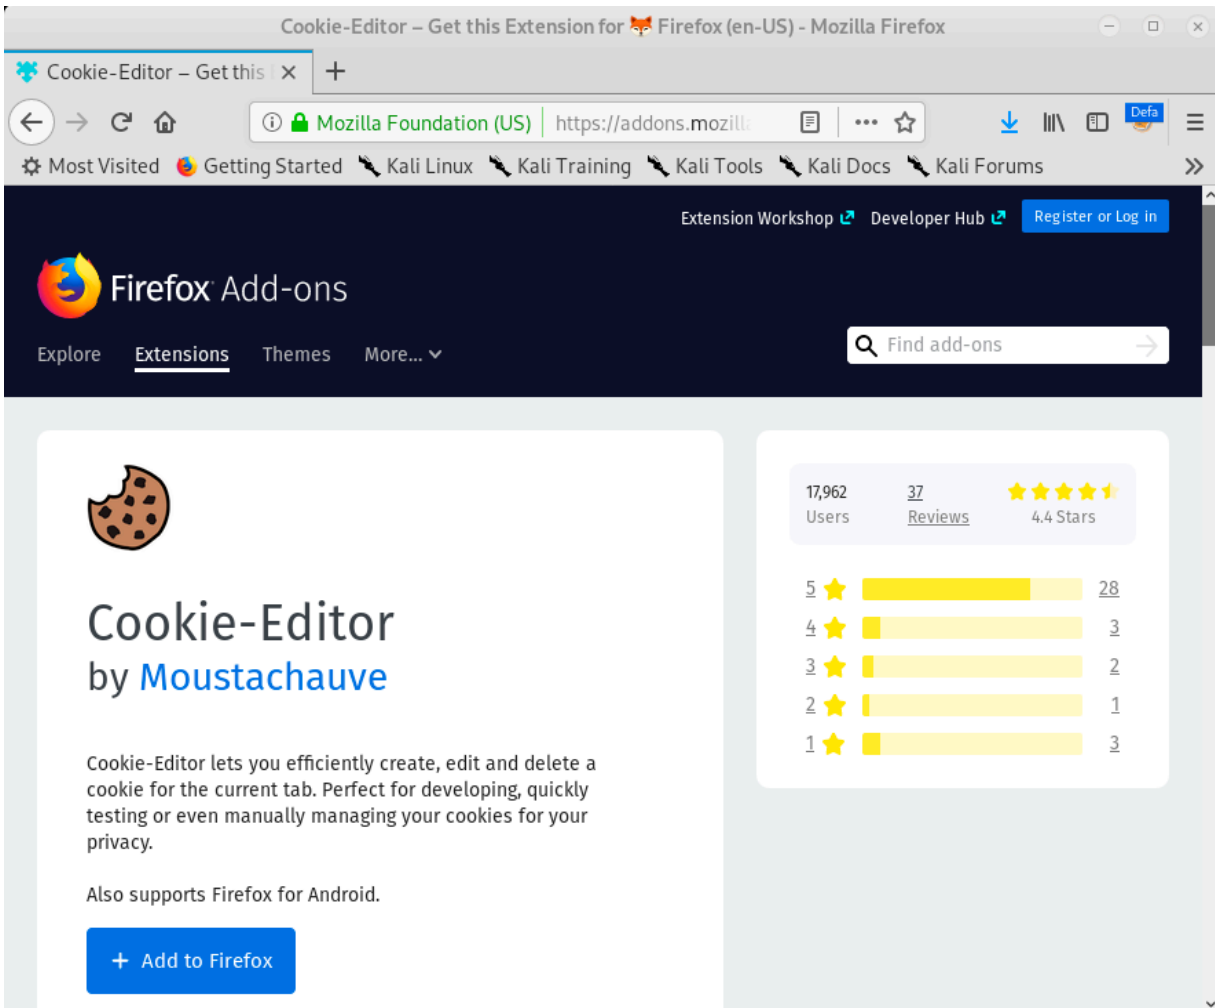 Cookie-Editor – Get this Extension for 🦊 Firefox (en-US) - Mozilla Firefox
Cookie-Editor – Get this
Mozilla Foundation (US) https://addons.mozill
Defa
Most Visited Getting Started Kali Linux Kali Training Kali Tools Kali Docs Kali Forums
Extension Workshop Developer Hub Register or Log in
Firefox Add-ons
Explore Extensions Themes More...
Find add-ons
17,962 37
Users Reviews 4.4 Stars
5 28
4 3
3 2
2 1
1 3
Cookie-Editor
by Moustachauve
Cookie-Editor lets you efficiently create, edit and delete a
cookie for the current tab. Perfect for developing, quickly
testing or even manually managing your cookies for your
privacy.
Also supports Firefox for Android.
+ Add to Firefox